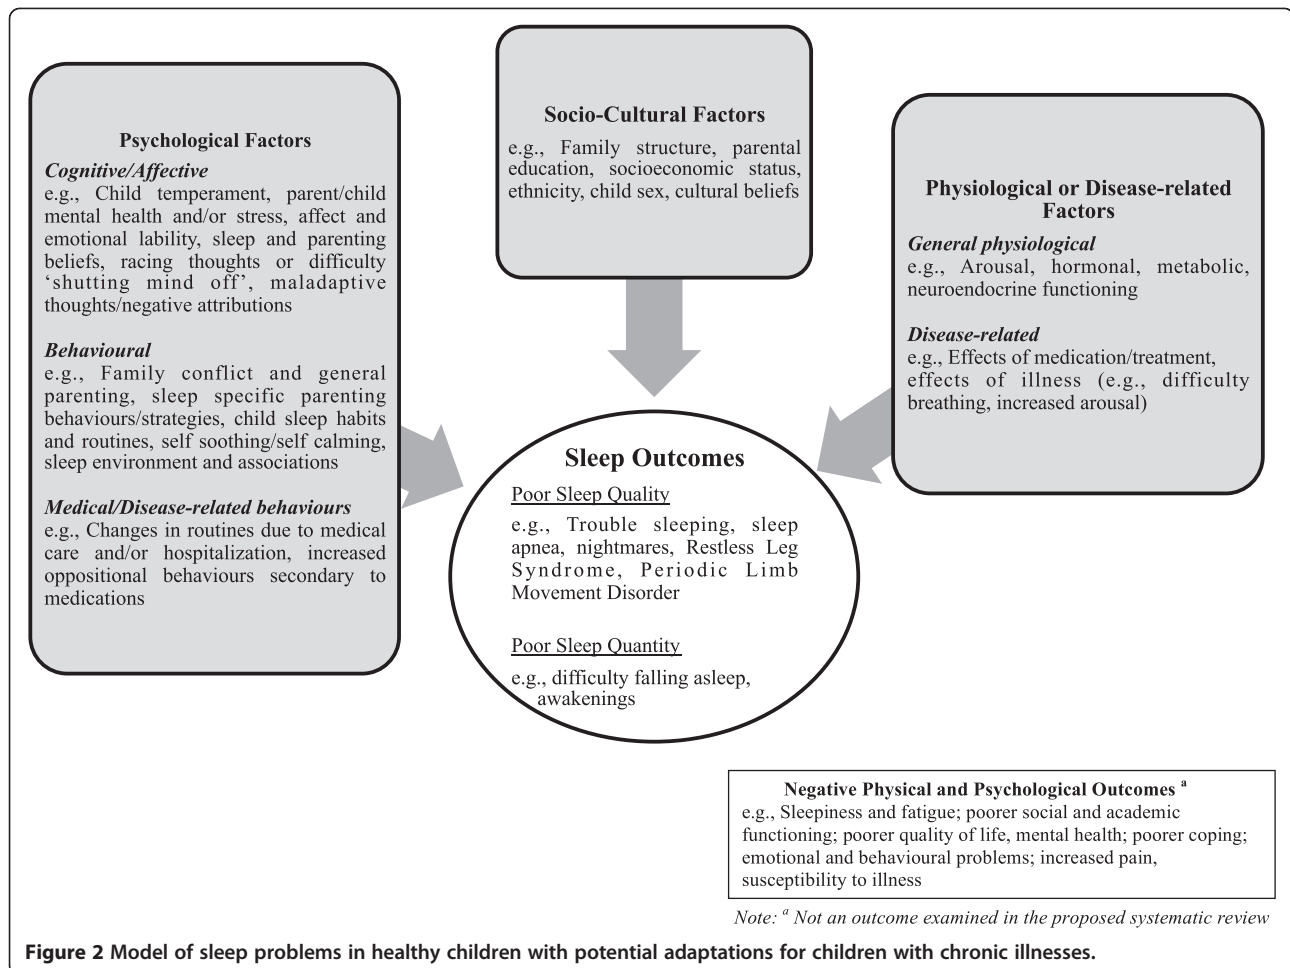 Psychological Factors
Cognitive/Affective
e.g., Child temperament, parent/child
mental health and/or stress, affect and
emotional lability, sleep and parenting
beliefs, racing thoughts or difficulty
‘shutting mind off’, maladaptive
thoughts/negative attributions
Behavioural
e.g., Family conflict and general
parenting, sleep specific parenting
behaviours/strategies, child sleep habits
and routines, self soothing/self calming,
sleep environment and associations
Medical/Disease-related behaviours
e.g., Changes in routines due to medical
care and/or hospitalization, increased
oppositional behaviours secondary to
medications
Socio-Cultural Factors
e.g., Family structure, parental
education, socioeconomic status,
ethnicity, child sex, cultural beliefs
Physiological or Disease-related
Factors
General physiological
e.g., Arousal, hormonal, metabolic,
neuroendocrine functioning
Disease-related
e.g., Effects of medication/treatment,
effects of illness (e.g., difficulty
breathing, increased arousal)
Sleep Outcomes
Poor Sleep Quality
e.g., Trouble sleeping, sleep
apnea, nightmares, Restless Leg
Syndrome, Periodic Limb
Movement Disorder
Poor Sleep Quantity
e.g., difficulty falling asleep,
awakenings
Negative Physical and Psychological Outcomes a
e.g., Sleepiness and fatigue; poorer social and academic
functioning; poorer quality of life, mental health; poorer coping;
emotional and behavioural problems; increased pain,
susceptibility to illness
Note: a Not an outcome examined in the proposed systematic review
Figure 2 Model of sleep problems in healthy children with potential adaptations for children with chronic illnesses.